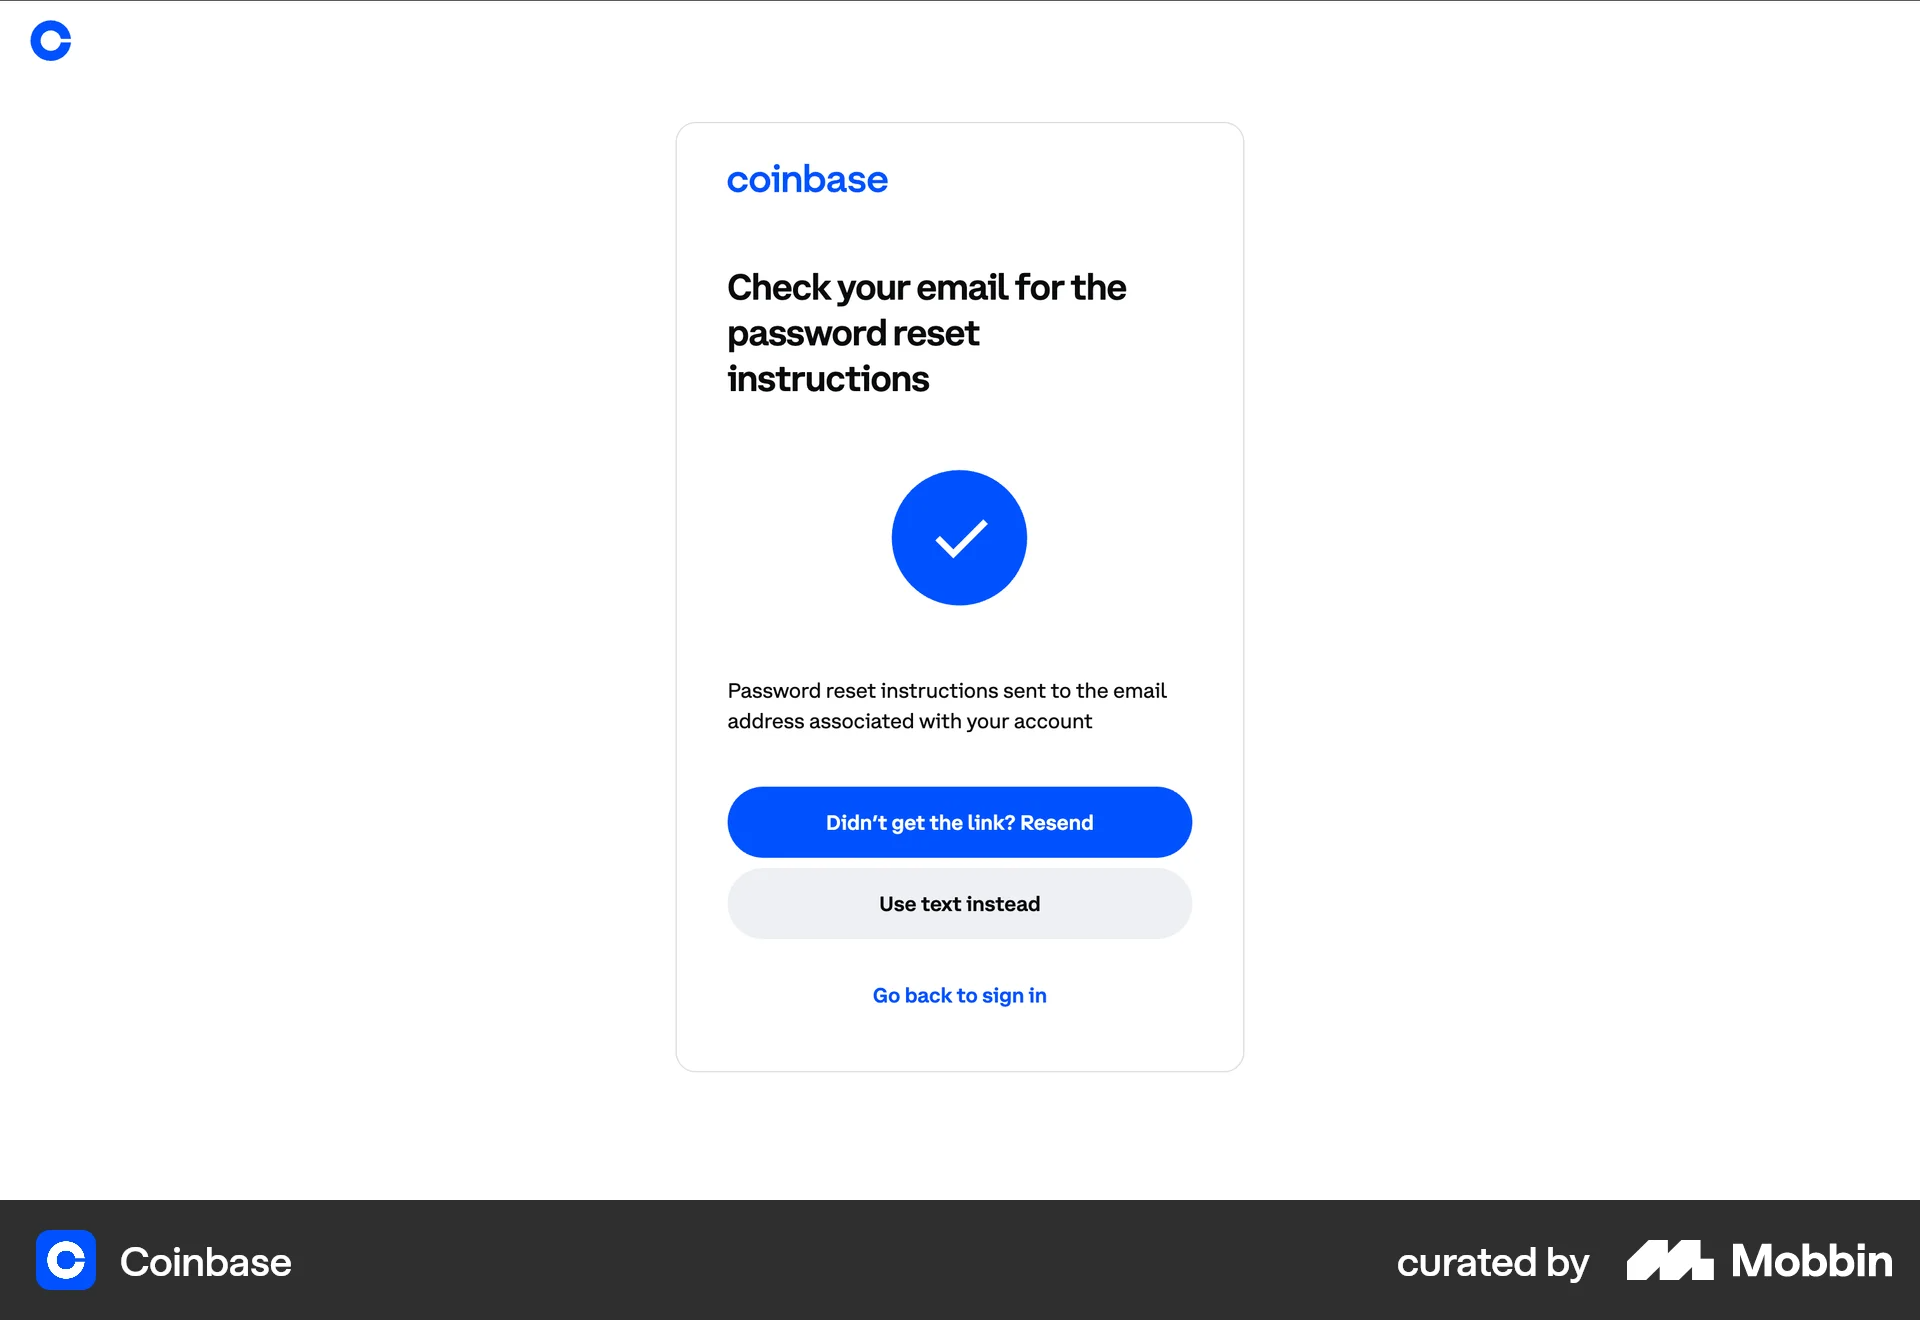 coinbase
Check your email for the
password reset
instructions
Password reset instructions sent to the email
address associated with your account
Didn’t get the link? Resend
Use text instead
Go back to sign in
Coinbase
curated by Mobbin